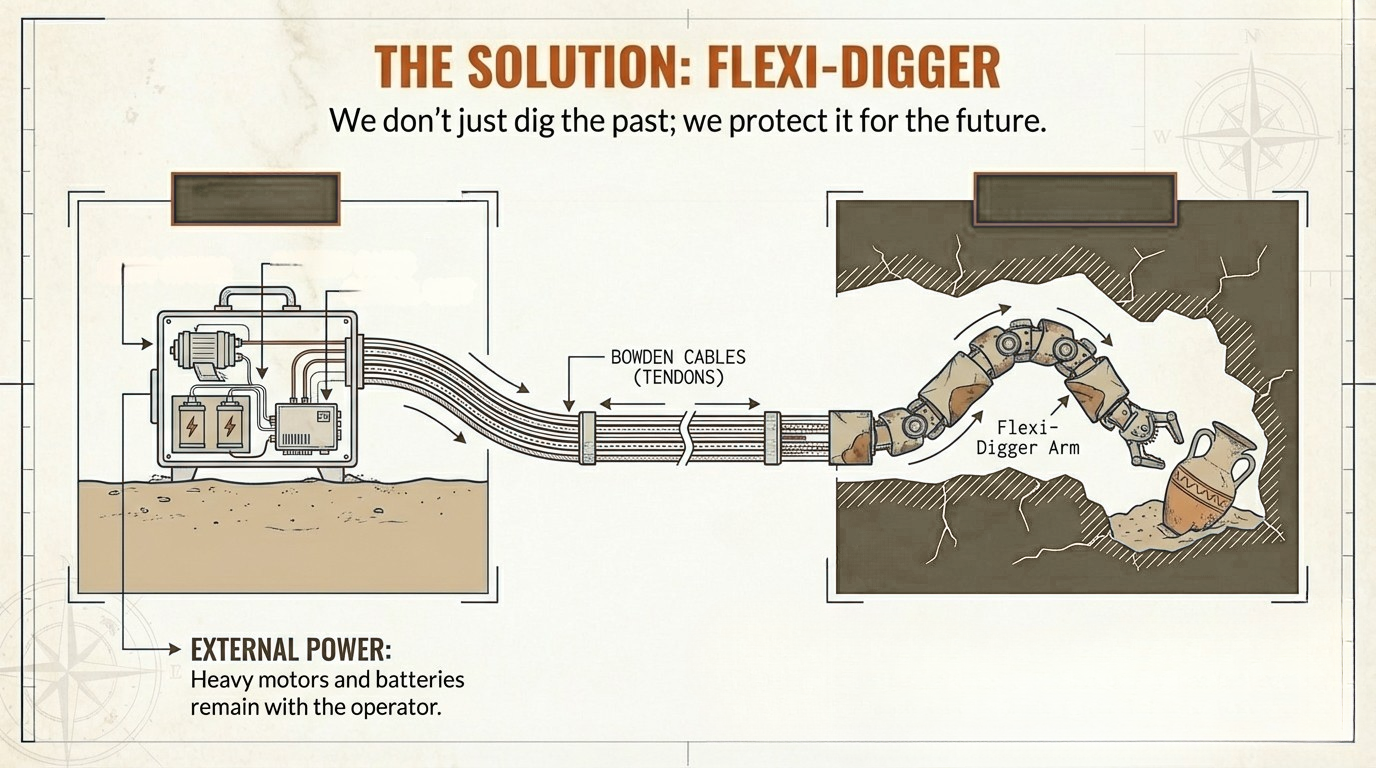 THE SOLUTION: FLEXI-DIGGER
We don't just dig the past; we protect it for the future.
N
W
E
BOWDEN CABLES
(TENDONS)
Flexi-
Digger Arm
E
EXTERNAL POWER:
Heavy motors and batteries
remain with the operator.